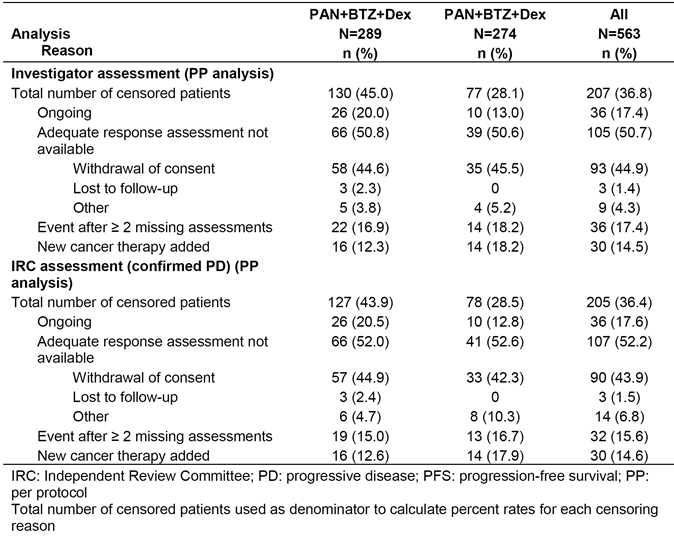 PAN+BTZ+Dex PAN+BTZ+Dex All
Analysis N=289 N=274 N=563
Reason n (%) n (%) n (%)
Investigator assessment (PP analysis)
Total number of censored patients 130 (45.0) 77 (28.1) 207 (36.8)
Ongoing 26 (20.0) 10 (13.0) 36 (17.4)
Adequate response assessment not 66 (50.8) 39 (50.6) 105 (50.7)
available
Withdrawal of consent 58 (44.6) 35 (45.5) 93 (44.9)
Lost to follow-up 3 (2.3) 0 3 (1.4)
Other 5 (3.8) 4 (5.2) 9 (4.3)
Event after ≥ 2 missing assessments 22 (16.9) 14 (18.2) 36 (17.4)
New cancer therapy added 16 (12.3) 14 (18.2) 30 (14.5)
IRC assessment (confirmed PD) (PP
analysis)
Total number of censored patients 127 (43.9) 78 (28.5) 205 (36.4)
Ongoing 26 (20.5) 10 (12.8) 36 (17.6)
Adequate response assessment not 66 (52.0) 41 (52.6) 107 (52.2)
available
Withdrawal of consent 57 (44.9) 33 (42.3) 90 (43.9)
Lost to follow-up 3 (2.4) 0 3 (1.5)
Other 6 (4.7) 8 (10.3) 14 (6.8)
Event after ≥ 2 missing assessments 19 (15.0) 13 (16.7) 32 (15.6)
New cancer therapy added 16 (12.6) 14 (17.9) 30 (14.6)
IRC: Independent Review Committee; PD: progressive disease; PFS: progression-free survival; PP:
per protocol
Total number of censored patients used as denominator to calculate percent rates for each censoring
reason